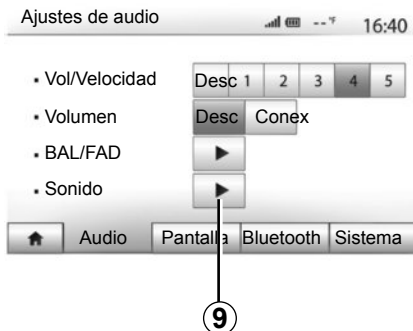 Ajustes de audio --°F 16:40
Vol/Velocidad Desc 1 2 3 4 5
Volumen Desc Conex
BAL/FAD
Sonido
Audio Pantalla Bluetooth Sistema
9